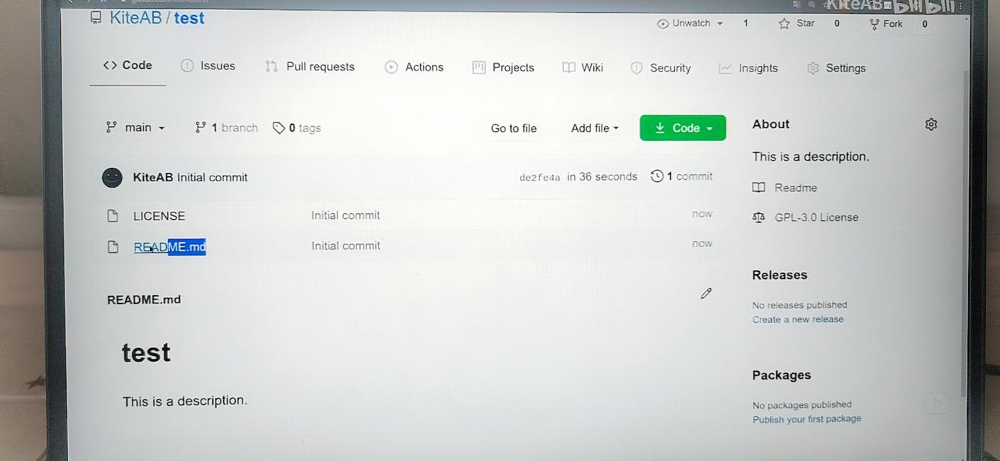 KiteAB / test
Unwatch 1 Star 0 Fork 0
Code Issues Pull requests Actions Projects Wiki Security Insights Settings
main 1 branch 0 tags Go to file Add file Code
KiteAB Initial commit de2fe4a in 36 seconds 1 commit
LICENSE Initial commit now
README.md Initial commit now
README.md
test
This is a description.
About
This is a description.
Readme
GPL-3.0 License
Releases
No releases published
Create a new release
Packages
No packages published
Publish your first package